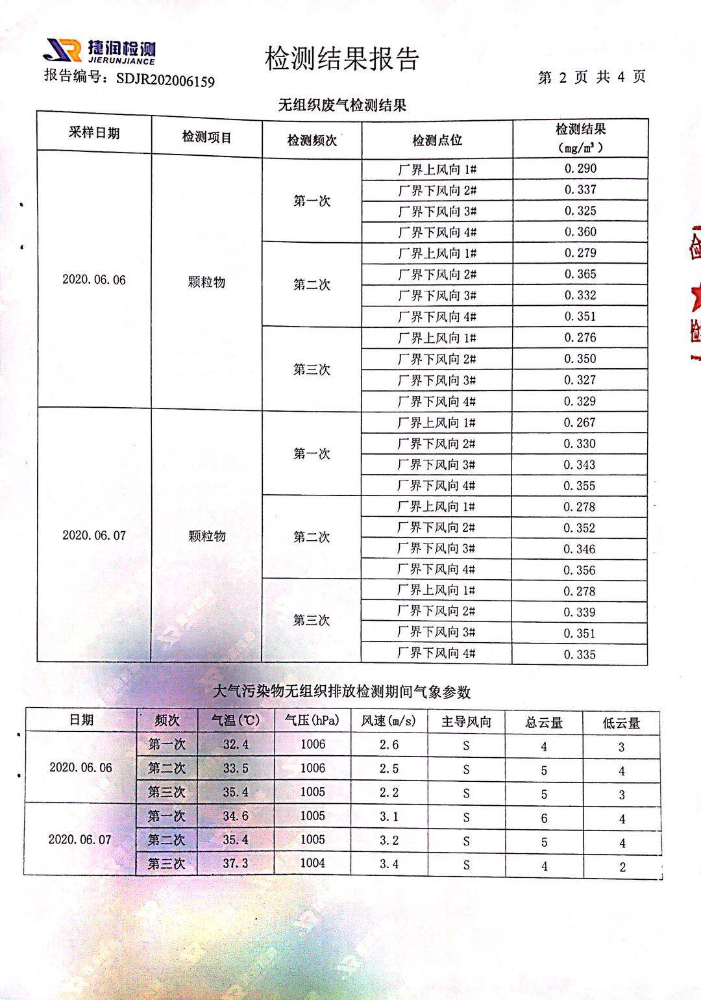 捷润检测
JIERUNJIANCE
检测结果报告
报告编号：SDJR202006159
第 2 页 共 4 页
无组织废气检测结果
采样日期 检测项目 检测频次 检测点位 检测结果（mg/m³）
2020.06.06 颗粒物 第一次 厂界上风向 1# 0.290
厂界下风向 2# 0.337
厂界下风向 3# 0.325
厂界下风向 4# 0.360
第二次 厂界上风向 1# 0.279
厂界下风向 2# 0.365
厂界下风向 3# 0.332
厂界下风向 4# 0.351
第三次 厂界上风向 1# 0.276
厂界下风向 2# 0.350
厂界下风向 3# 0.327
厂界下风向 4# 0.329
2020.06.07 颗粒物 第一次 厂界上风向 1# 0.267
厂界下风向 2# 0.330
厂界下风向 3# 0.343
厂界下风向 4# 0.355
第二次 厂界上风向 1# 0.278
厂界下风向 2# 0.352
厂界下风向 3# 0.346
厂界下风向 4# 0.356
第三次 厂界上风向 1# 0.278
厂界下风向 2# 0.339
厂界下风向 3# 0.351
厂界下风向 4# 0.335
大气污染物无组织排放检测期间气象参数
日期 频次 气温(℃) 气压(hPa) 风速(m/s) 主导风向 总云量 低云量
2020.06.06 第一次 32.4 1006 2.6 S 4 3
第二次 33.5 1006 2.5 S 5 4
第三次 35.4 1005 2.2 S 5 3
2020.06.07 第一次 34.6 1005 3.1 S 6 4
第二次 35.4 1005 3.2 S 5 4
第三次 37.3 1004 3.4 S 4 2